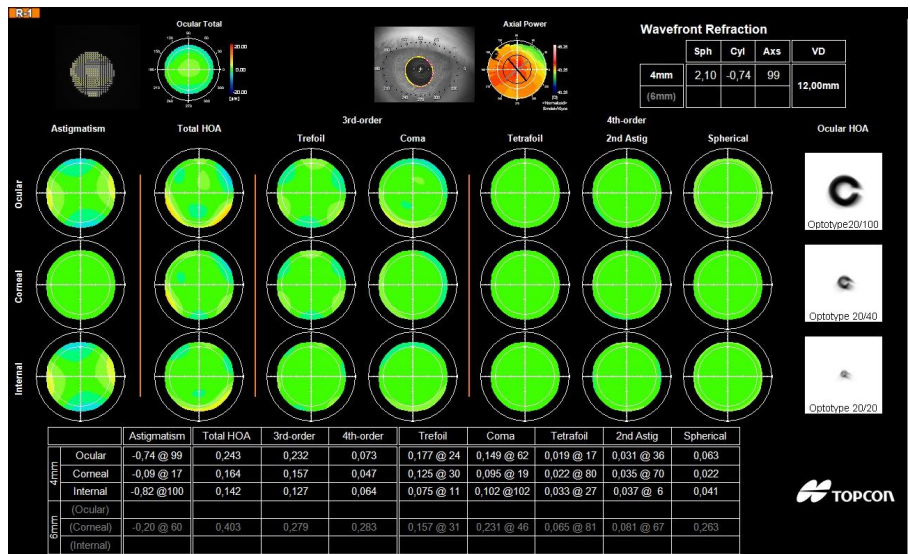 R-1
Ocular Total
20.00
0.00
-20.00
[µm]
Axial Power
Wavefront Refraction
Sph Cyl Axs VD
4mm 2,10 -0,74 99 12,00mm
(6mm)
3rd-order 4th-order
Astigmatism Total HOA Trefoil Coma Tetrafoil 2nd Astig Spherical Ocular HOA
Ocular
Optotype20/100
Corneal
Optotype 20/40
Internal
Optotype 20/20
Astigmatism Total HOA 3rd-order 4th-order Trefoil Coma Tetrafoil 2nd Astig Spherical
4mm
Ocular -0,74 @ 99 0,243 0,232 0,073 0,177 @ 24 0,149 @ 62 0,019 @ 17 0,031 @ 36 0,063
Corneal -0,09 @ 17 0,164 0,157 0,047 0,125 @ 30 0,095 @ 19 0,022 @ 80 0,035 @ 70 0,022
Internal -0,82 @100 0,142 0,127 0,064 0,075 @ 11 0,102 @102 0,033 @ 27 0,037 @ 6 0,041
6mm
(Ocular)
(Corneal) -0,20 @ 60 0,403 0,279 0,283 0,157 @ 31 0,231 @ 46 0,065 @ 81 0,081 @ 67 0,263
(Internal)
TOPCON